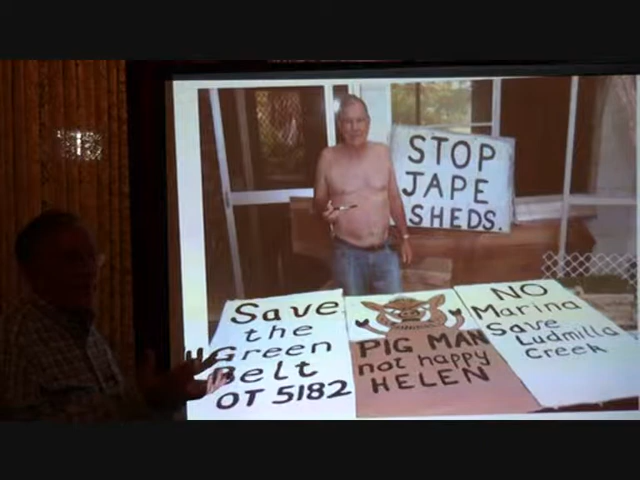 STOP
JAPE
SHEDS.
Save
the
Green
Belt
OT 5182
PIG MAN
not happy
HELEN
NO
Marina
Save
Ludmilla
Creek